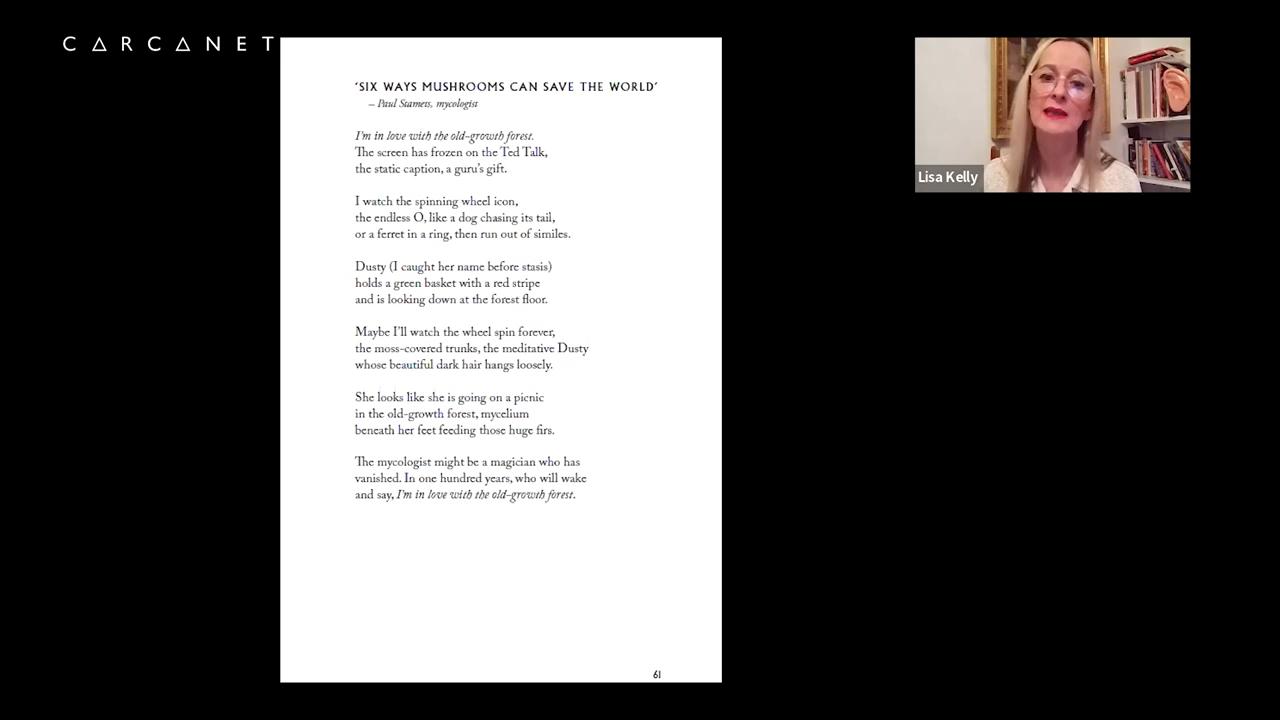 CARCANET
‘SIX WAYS MUSHROOMS CAN SAVE THE WORLD’
– Paul Stamets, mycologist
I’m in love with the old-growth forest.
The screen has frozen on the Ted Talk,
the static caption, a guru’s gift.
I watch the spinning wheel icon,
the endless O, like a dog chasing its tail,
or a ferret in a ring, then run out of similes.
Dusty (I caught her name before stasis)
holds a green basket with a red stripe
and is looking down at the forest floor.
Maybe I’ll watch the wheel spin forever,
the moss-covered trunks, the meditative Dusty
whose beautiful dark hair hangs loosely.
She looks like she is going on a picnic
in the old-growth forest, mycelium
beneath her feet feeding those huge firs.
The mycologist might be a magician who has
vanished. In one hundred years, who will wake
and say, I’m in love with the old-growth forest.
61
Lisa Kelly